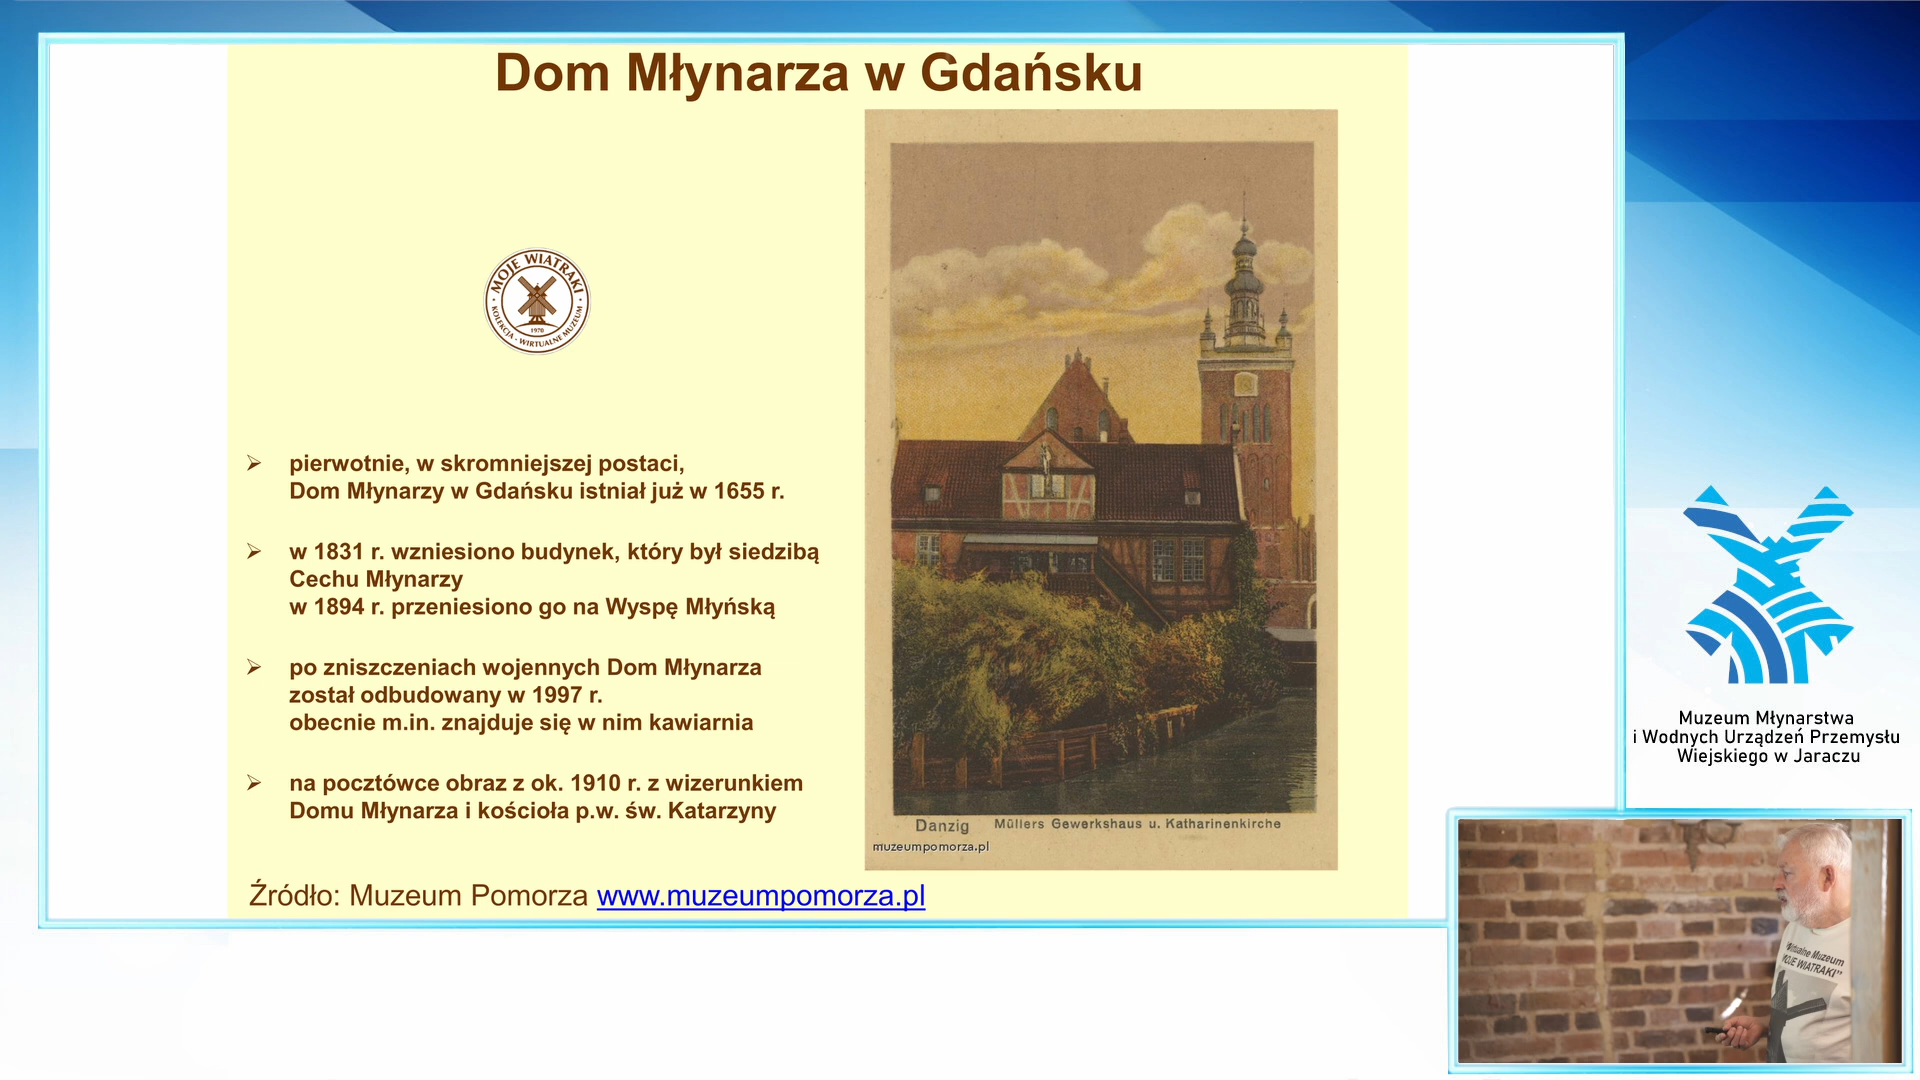 Dom Młynarza w Gdańsku
MOJE WIATRAKI
KOLEKCJA - WIRTUALNE MUZEUM
1970
pierwotnie, w skromniejszej postaci,
Dom Młynarzy w Gdańsku istniał już w 1655 r.
w 1831 r. wzniesiono budynek, który był siedzibą
Cechu Młynarzy
w 1894 r. przeniesiono go na Wyspę Młyńską
po zniszczeniach wojennych Dom Młynarza
został odbudowany w 1997 r.
obecnie m.in. znajduje się w nim kawiarnia
na pocztówce obraz z ok. 1910 r. z wizerunkiem
Domu Młynarza i kościoła p.w. św. Katarzyny
Danzig Müllers Gewerkshaus u. Katharinenkirche
muzeumpomorza.pl
Źródło: Muzeum Pomorza www.muzeumpomorza.pl
Muzeum Młynarstwa
i Wodnych Urządzeń Przemysłu
Wiejskiego w Jaraczu
Wirtualne Muzeum
"MOJE WIATRAKI"